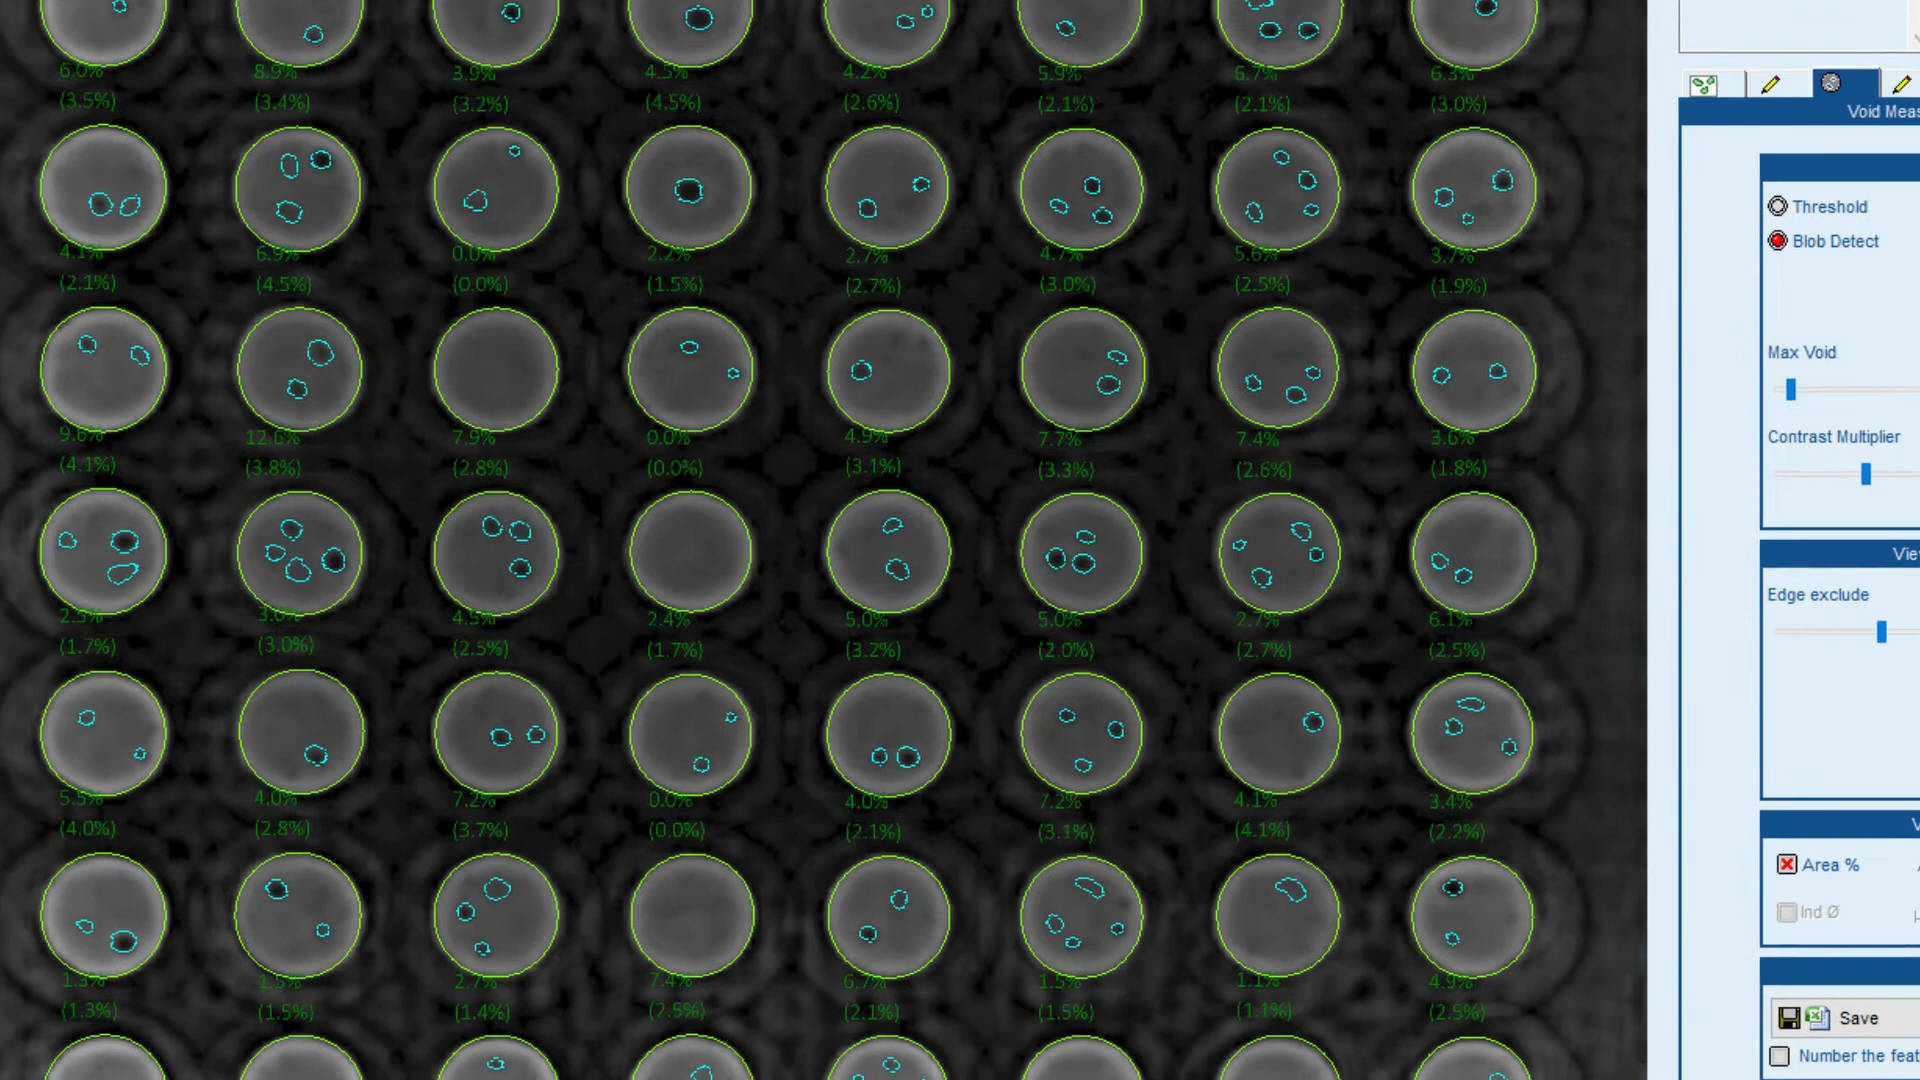 6.0% 8.9% 3.9% 4.5% 4.2% 5.9% 6.7% 6.3%
(3.5%) (3.4%) (3.2%) (4.5%) (2.6%) (2.1%) (2.1%) (3.0%)
Void Meas
Threshold
Blob Detect
4.1% 6.9% 0.0% 2.2% 2.7% 4.7% 5.6% 3.7%
(2.1%) (4.5%) (0.0%) (1.5%) (2.7%) (3.0%) (2.5%) (1.9%)
Max Void
Contrast Multiplier
9.6% 12.6% 7.9% 0.0% 4.9% 7.7% 7.4% 3.6%
(4.1%) (3.8%) (2.8%) (0.0%) (3.1%) (3.3%) (2.6%) (1.8%)
Vie
Edge exclude
2.5% 3.6% 4.5% 2.4% 5.0% 5.0% 2.7% 6.1%
(1.7%) (3.0%) (2.5%) (1.7%) (3.2%) (2.0%) (2.7%) (2.5%)
5.5% 4.0% 7.2% 0.0% 4.0% 7.2% 4.1% 3.4%
(4.0%) (2.8%) (3.7%) (0.0%) (2.1%) (3.1%) (4.1%) (2.2%)
V
Area %
Ind Ø
1.3% 1.5% 2.7% 7.4% 6.7% 1.5% 1.1% 4.9%
(1.3%) (1.5%) (1.4%) (2.5%) (2.1%) (1.5%) (1.1%) (2.5%)
Save
Number the feat